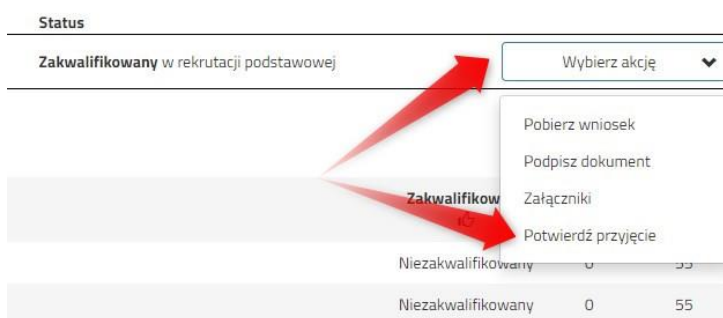 Status
Zakwalifikowany w rekrutacji podstawowej
Wybierz akcję
Pobierz wniosek
Podpisz dokument
Załączniki
Zakwalifikow
Potwierdź przyjęcie
Niezakwalifikowany 0 55
Niezakwalifikowany 0 55